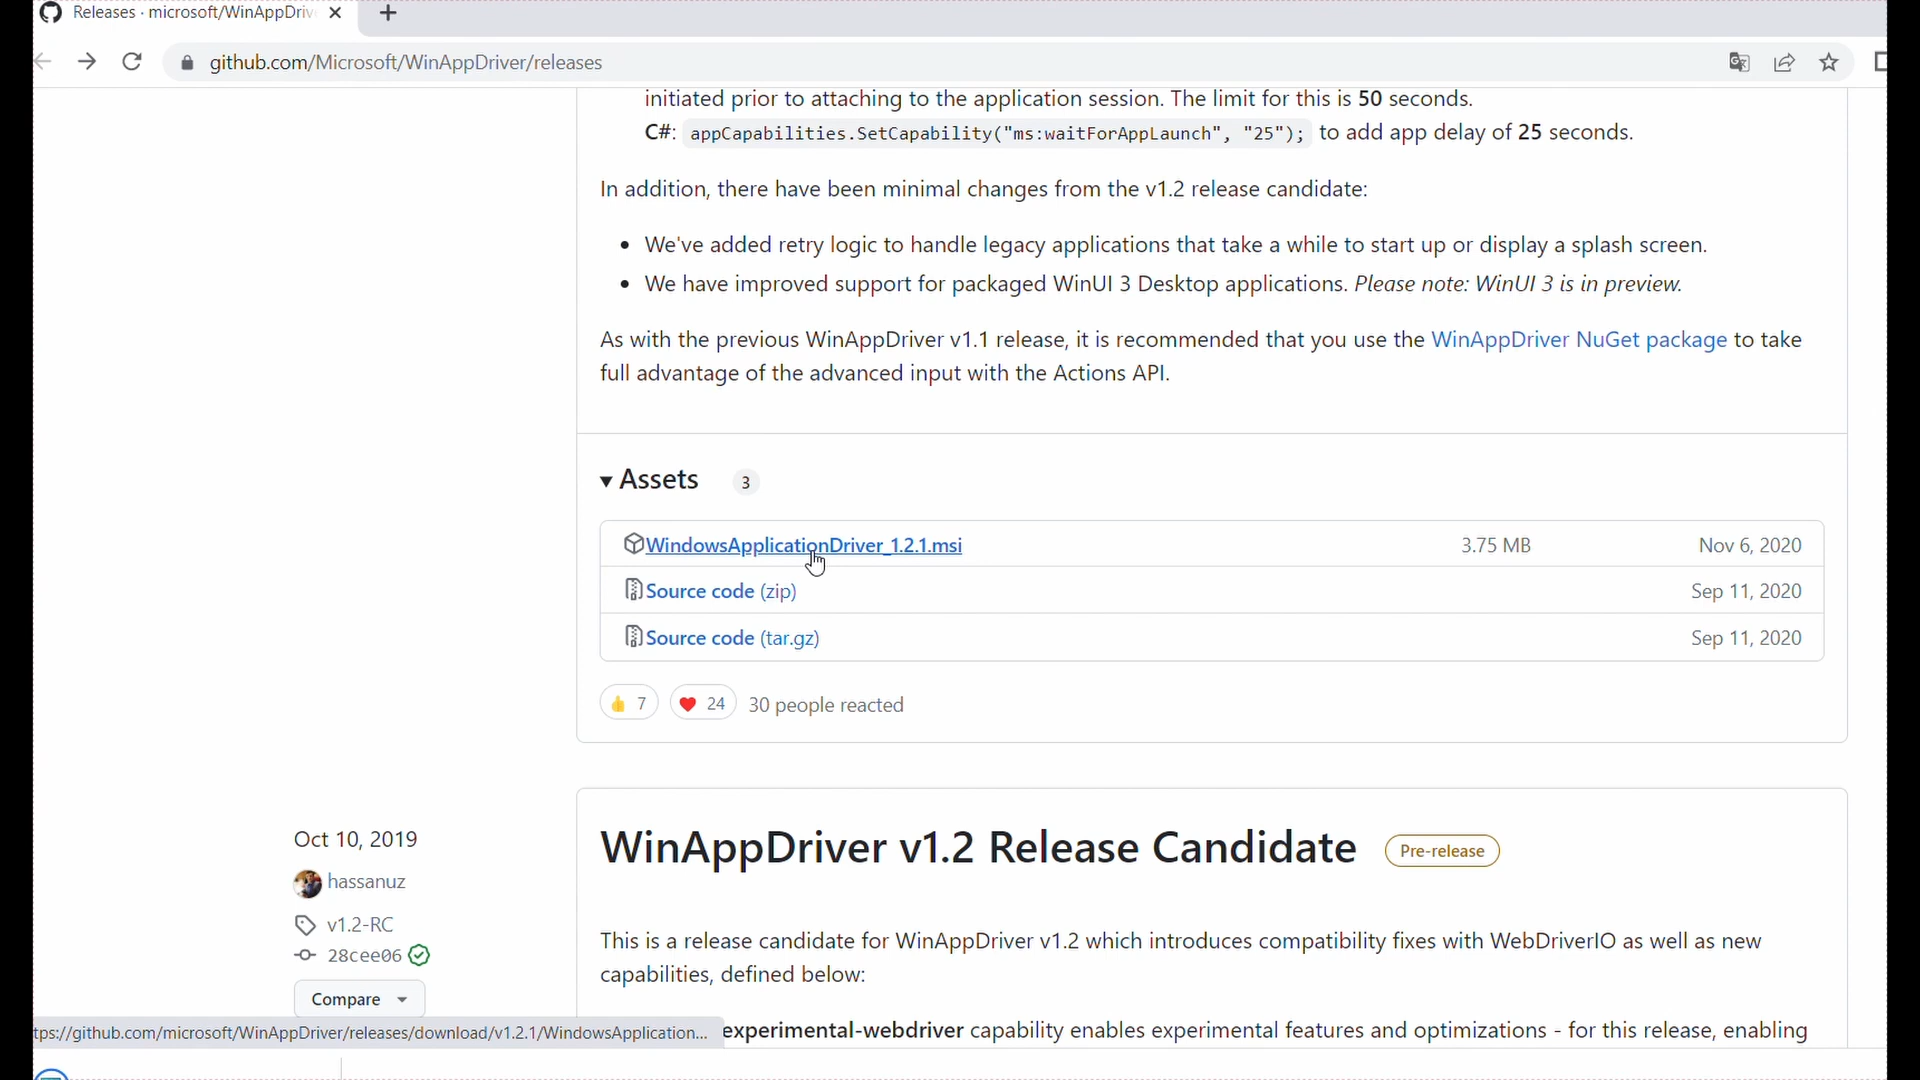 Releases · microsoft/WinAppDriv
github.com/Microsoft/WinAppDriver/releases
initiated prior to attaching to the application session. The limit for this is 50 seconds.
C#: appCapabilities.SetCapability("ms:waitForAppLaunch", "25"); to add app delay of 25 seconds.
In addition, there have been minimal changes from the v1.2 release candidate:
• We've added retry logic to handle legacy applications that take a while to start up or display a splash screen.
• We have improved support for packaged WinUI 3 Desktop applications. Please note: WinUI 3 is in preview.
As with the previous WinAppDriver v1.1 release, it is recommended that you use the WinAppDriver NuGet package to take
full advantage of the advanced input with the Actions API.
Assets 3
WindowsApplicationDriver_1.2.1.msi 3.75 MB Nov 6, 2020
Source code (zip) Sep 11, 2020
Source code (tar.gz) Sep 11, 2020
7 24 30 people reacted
Oct 10, 2019
hassanuz
v1.2-RC
28cee06
Compare
WinAppDriver v1.2 Release Candidate Pre-release
This is a release candidate for WinAppDriver v1.2 which introduces compatibility fixes with WebDriverIO as well as new
capabilities, defined below:
experimental-webdriver capability enables experimental features and optimizations - for this release, enabling
tps://github.com/microsoft/WinAppDriver/releases/download/v1.2.1/WindowsApplication...